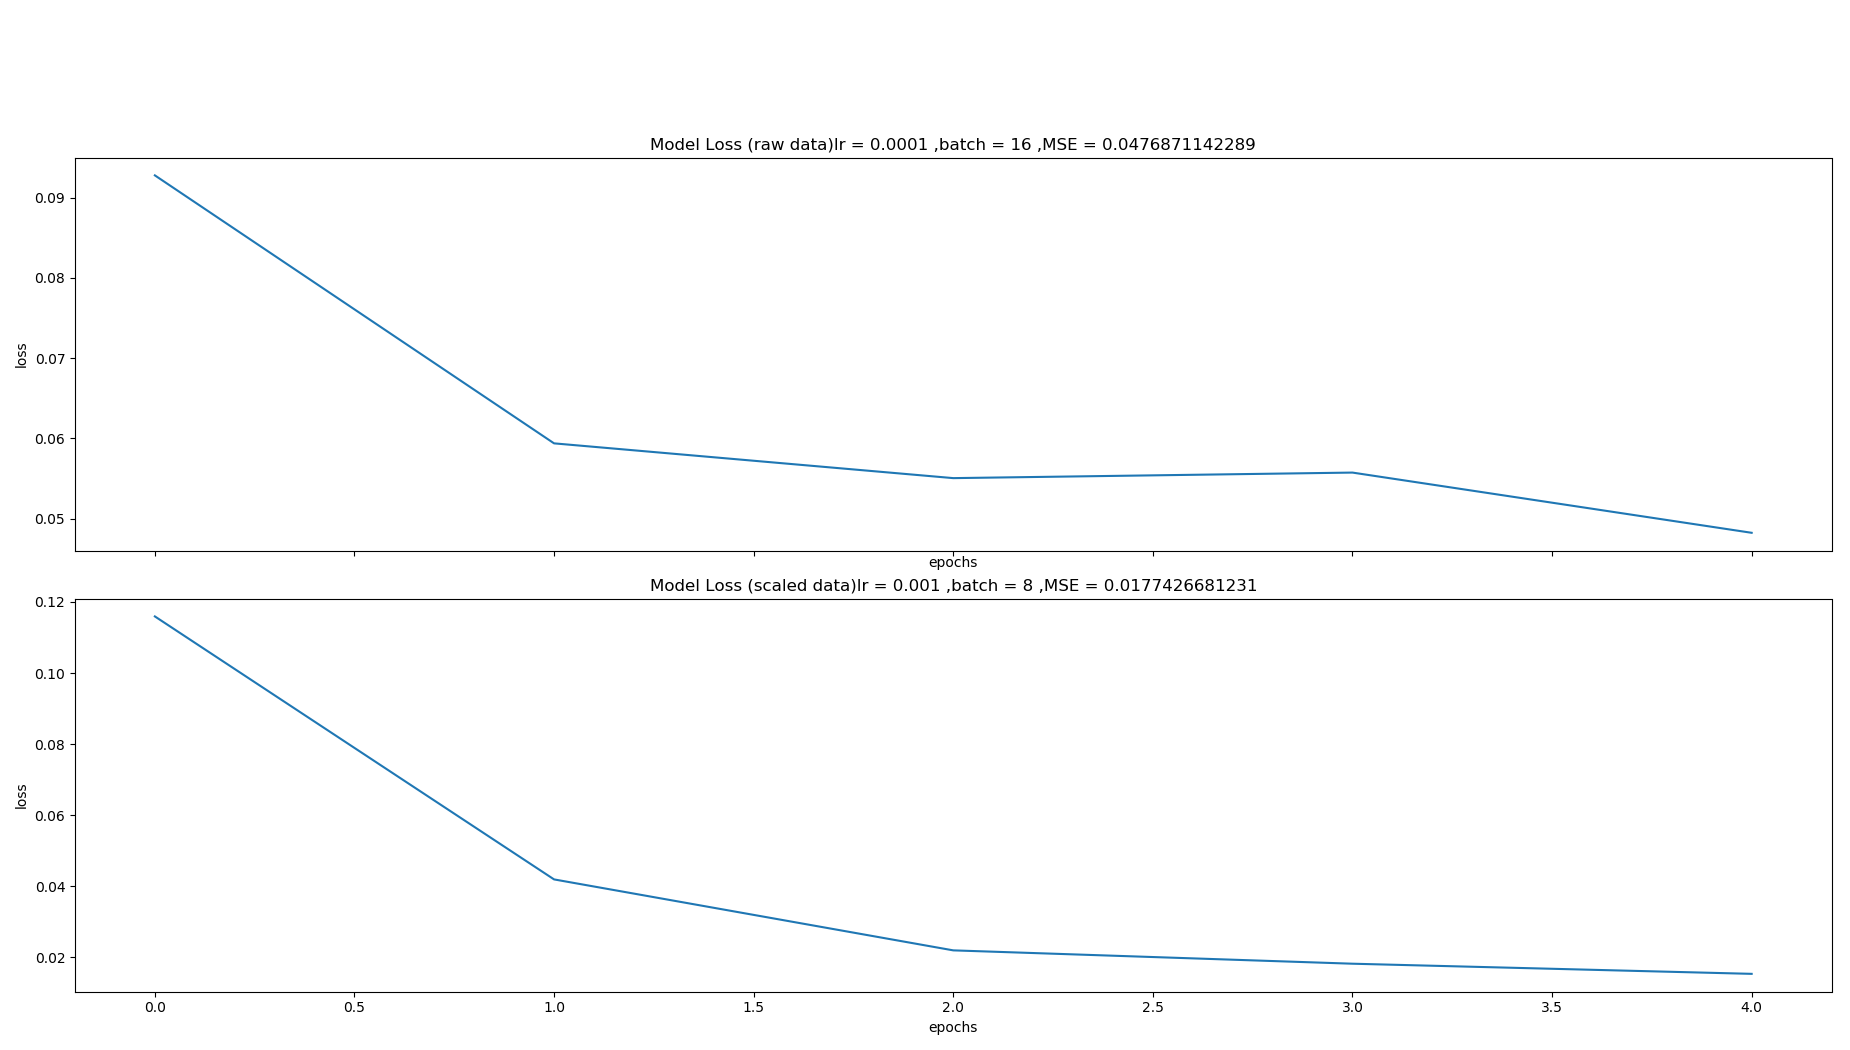 Model Loss (raw data)lr = 0.0001 ,batch = 16 ,MSE = 0.0476871142289
0.09
0.08
0.07
0.06
0.05
loss
epochs
Model Loss (scaled data)lr = 0.001 ,batch = 8 ,MSE = 0.0177426681231
0.12
0.10
0.08
0.06
0.04
0.02
loss
0.0 0.5 1.0 1.5 2.0 2.5 3.0 3.5 4.0
epochs